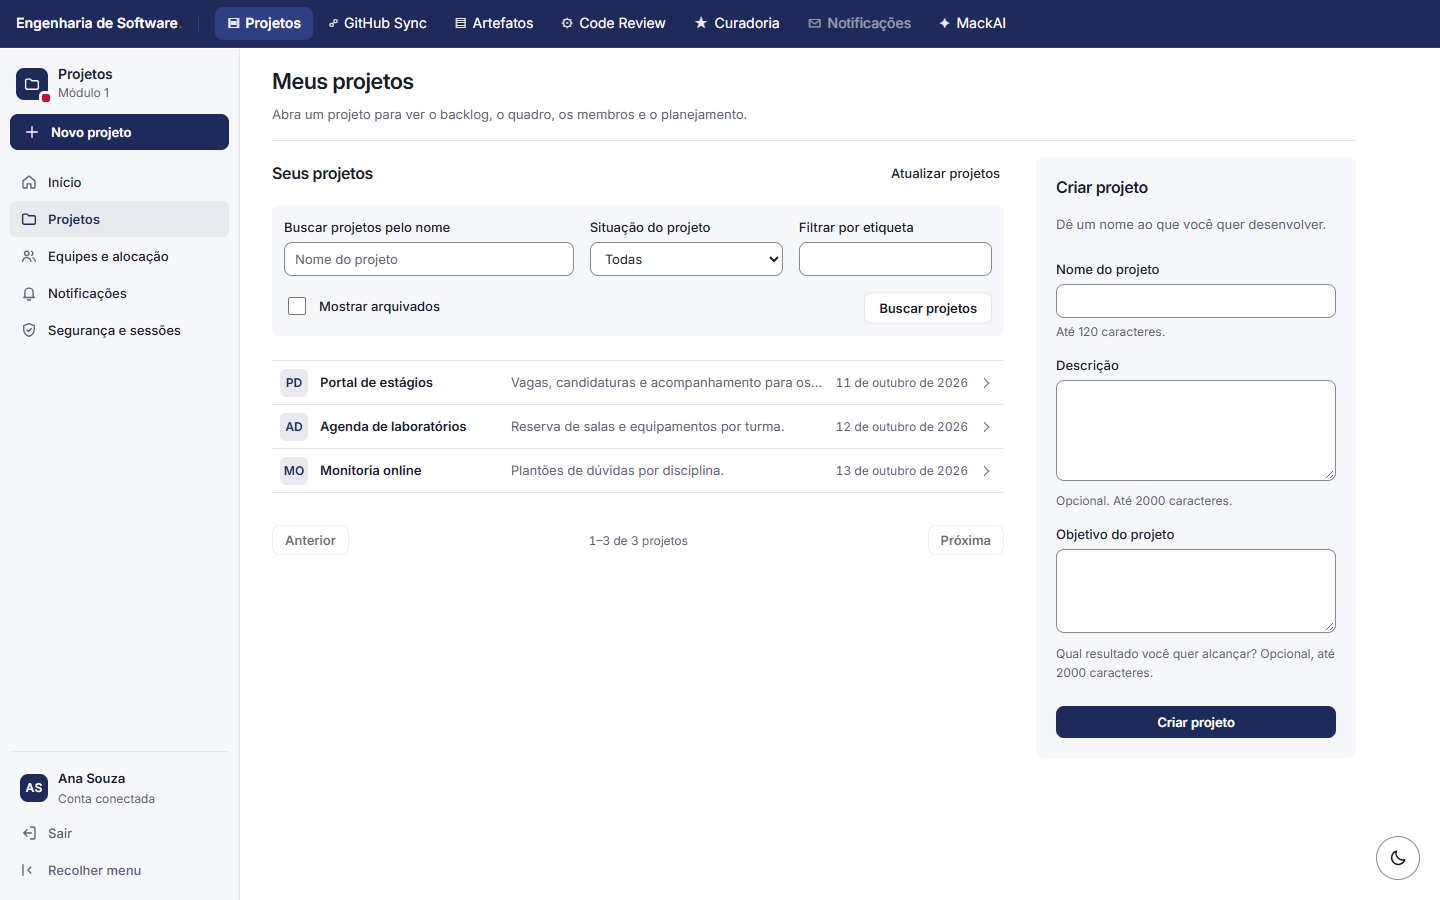 Engenharia de Software
Projetos
GitHub Sync
Artefatos
Code Review
Curadoria
Notificações
MackAI
Projetos
Módulo 1
Novo projeto
Início
Projetos
Equipes e alocação
Notificações
Segurança e sessões
Ana Souza
AS
Conta conectada
Sair
Recolher menu
Meus projetos
Abra um projeto para ver o backlog, o quadro, os membros e o planejamento.
Seus projetos
Atualizar projetos
Buscar projetos pelo nome
Nome do projeto
Situação do projeto
Todas
Filtrar por etiqueta
Mostrar arquivados
Buscar projetos
PD Portal de estágios Vagas, candidaturas e acompanhamento para os... 11 de outubro de 2026
AD Agenda de laboratórios Reserva de salas e equipamentos por turma. 12 de outubro de 2026
MO Monitoria online Plantões de dúvidas por disciplina. 13 de outubro de 2026
Anterior
1–3 de 3 projetos
Próxima
Criar projeto
Dê um nome ao que você quer desenvolver.
Nome do projeto
Até 120 caracteres.
Descrição
Opcional. Até 2000 caracteres.
Objetivo do projeto
Qual resultado você quer alcançar? Opcional, até
2000 caracteres.
Criar projeto